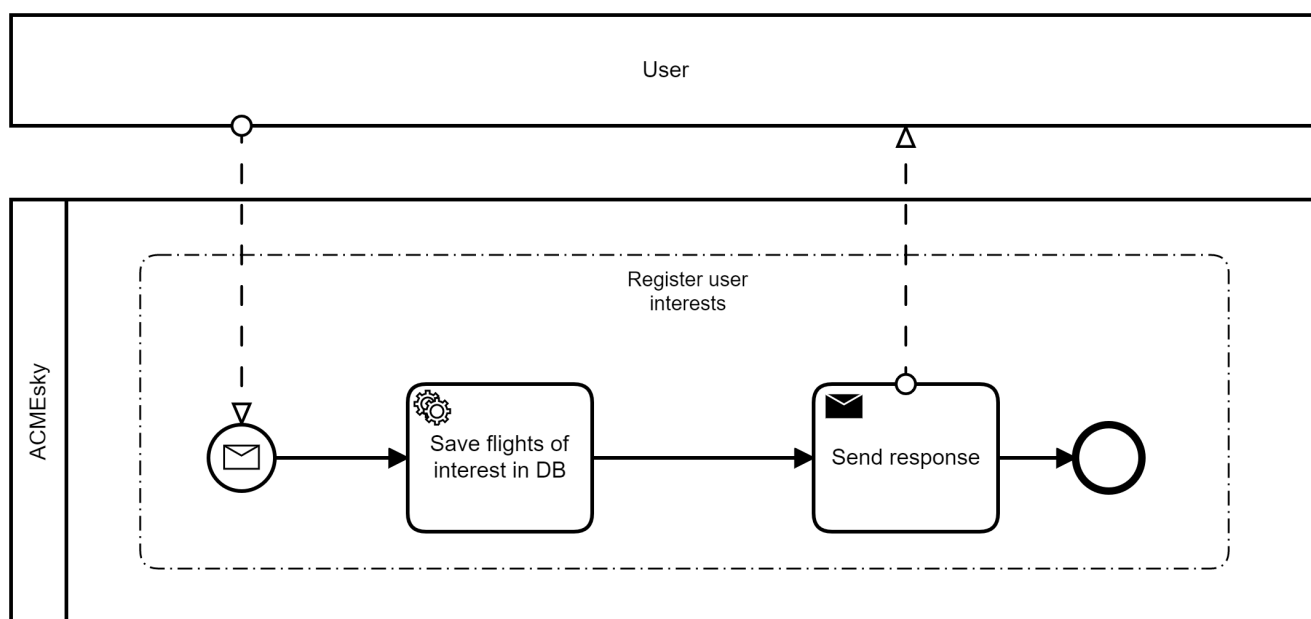 User
ACMEsky
Register user
interests
Save flights of
interest in DB
Send response